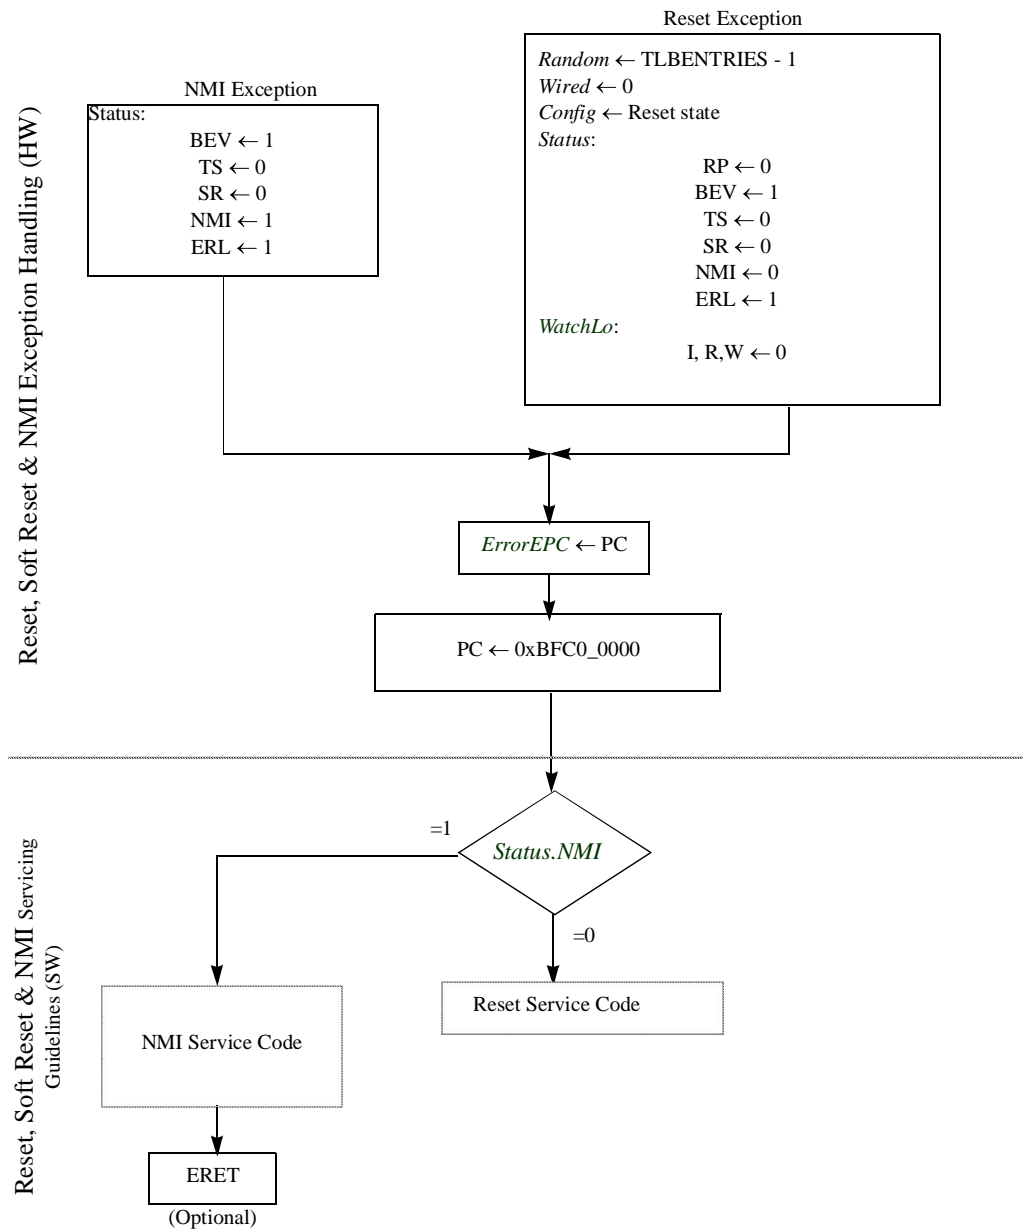 Reset Exception
Random ← TLBENTRIES - 1
Wired ← 0
Config ← Reset state
Status:
RP ← 0
BEV ← 1
TS ← 0
SR ← 0
NMI ← 0
ERL ← 1
WatchLo:
I, R,W ← 0
NMI Exception
Status:
BEV ← 1
TS ← 0
SR ← 0
NMI ← 1
ERL ← 1
Reset, Soft Reset & NMI Exception Handling (HW)
ErrorEPC ← PC
PC ← 0xBFC0_0000
Status.NMI
=1
=0
Reset, Soft Reset & NMI Servicing
Guidelines (SW)
NMI Service Code
Reset Service Code
ERET
(Optional)